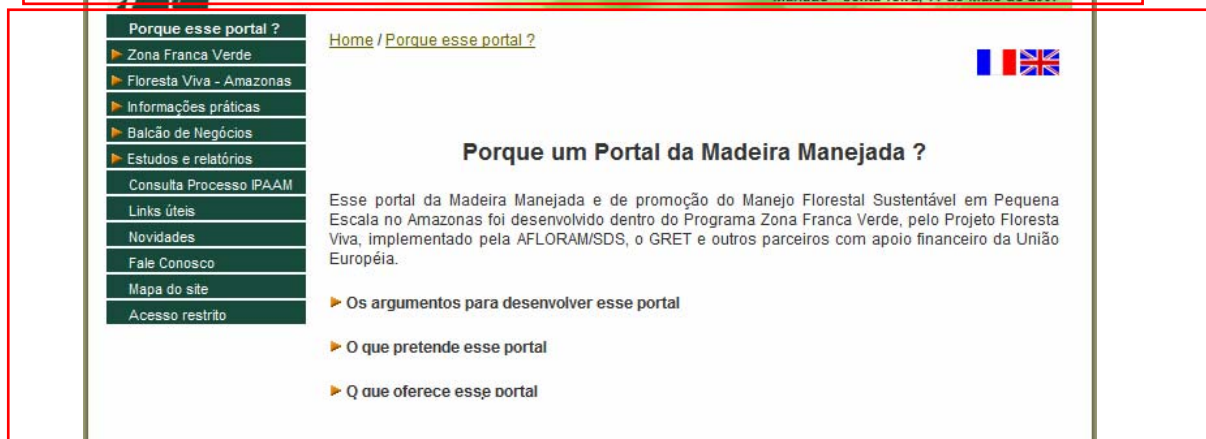 Porque esse portal ?
Zona Franca Verde
Floresta Viva - Amazonas
Informações práticas
Balcão de Negócios
Estudos e relatórios
Consulta Processo IPAAM
Links úteis
Novidades
Fale Conosco
Mapa do site
Acesso restrito
Home / Porque esse portal ?
Porque um Portal da Madeira Manejada ?
Esse portal da Madeira Manejada e de promoção do Manejo Florestal Sustentável em Pequena
Escala no Amazonas foi desenvolvido dentro do Programa Zona Franca Verde, pelo Projeto Floresta
Viva, implementado pela AFLORAM/SDS, o GRET e outros parceiros com apoio financeiro da União
Européia.
Os argumentos para desenvolver esse portal
O que pretende esse portal
O que oferece esse portal